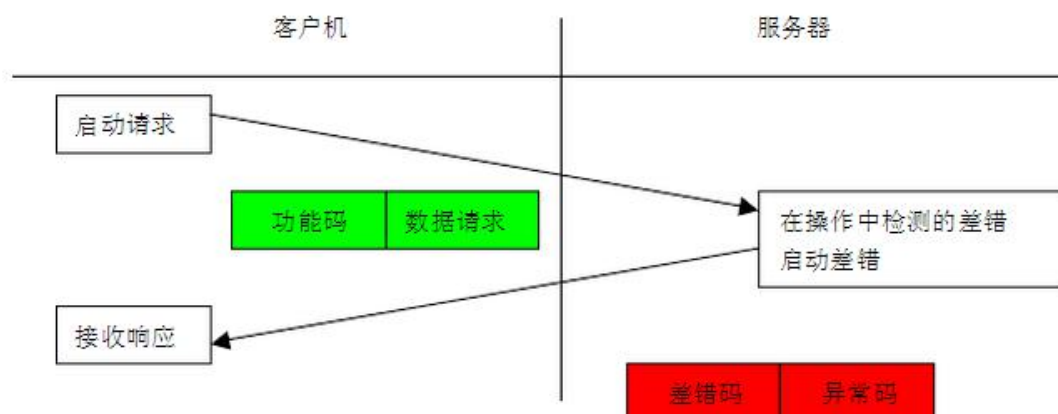 客户机
服务器
启动请求
功能码
数据请求
在操作中检测的差错
启动差错
接收响应
差错码
异常码